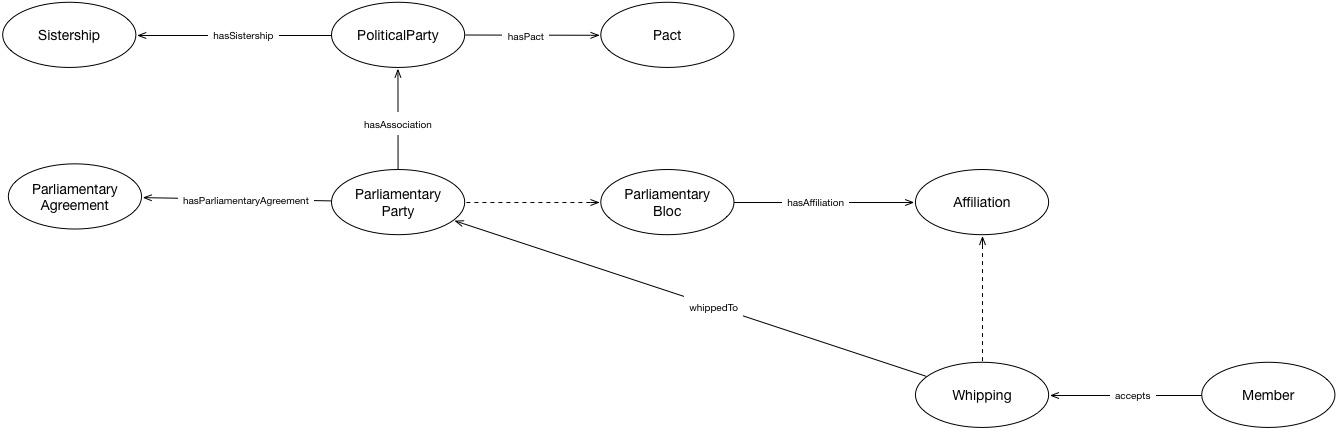 Sistership
hasSistership
PoliticalParty
hasPact
Pact
hasAssociation
Parliamentary
Agreement
hasParliamentaryAgreement
Parliamentary
Party
Parliamentary
Bloc
hasAffiliation
Affiliation
whippedTo
Whipping
accepts
Member